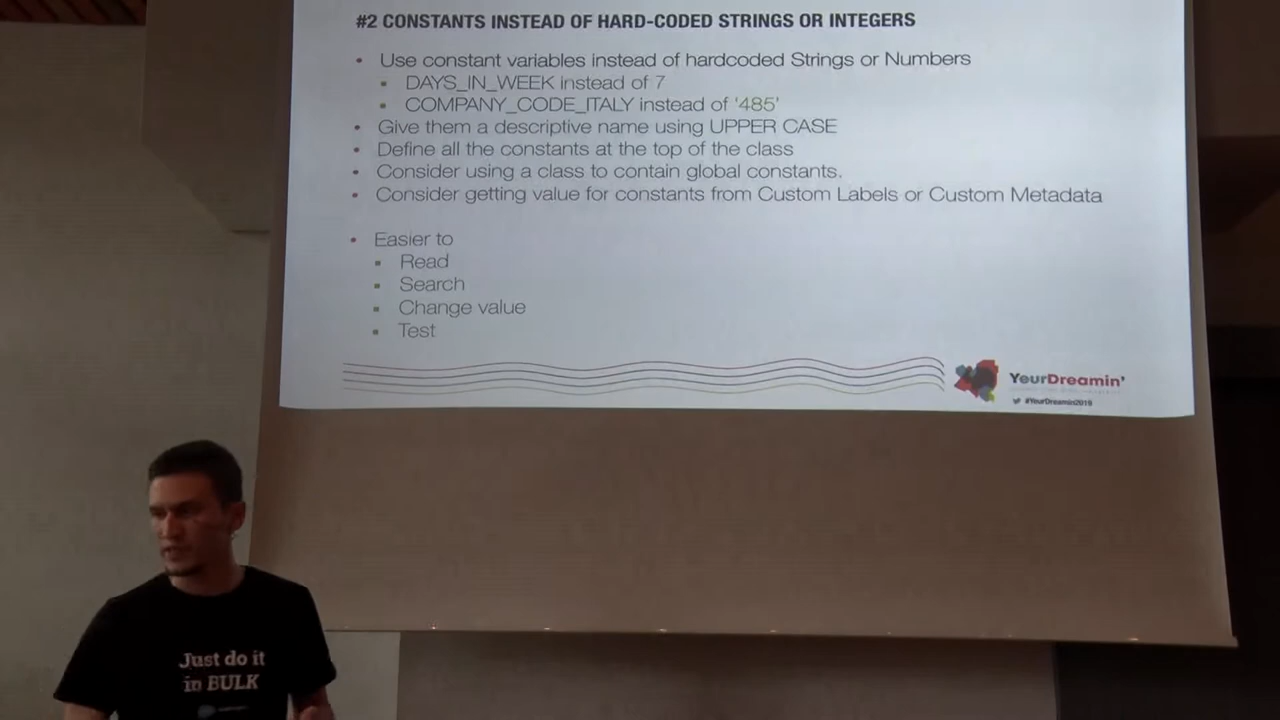 #2 CONSTANTS INSTEAD OF HARD-CODED STRINGS OR INTEGERS
• Use constant variables instead of hardcoded Strings or Numbers
▪ DAYS_IN_WEEK instead of 7
▪ COMPANY_CODE_ITALY instead of '485'
• Give them a descriptive name using UPPER CASE
• Define all the constants at the top of the class
• Consider using a class to contain global constants.
• Consider getting value for constants from Custom Labels or Custom Metadata
• Easier to
▪ Read
▪ Search
▪ Change value
▪ Test
YeurDreamin'
#YeurDreamin2019
Just do it
in BULK